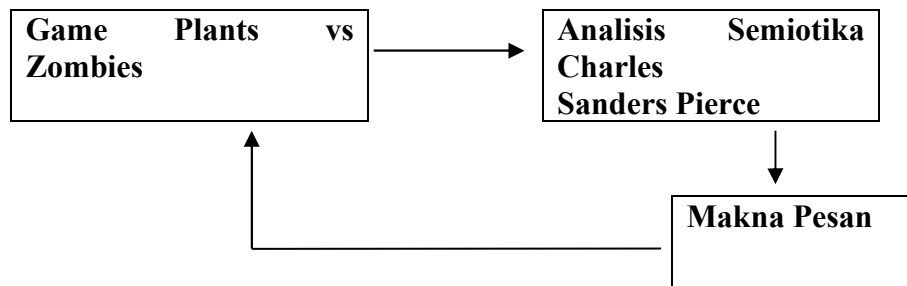 Game Plants vs
Zombies
Analisis Semiotika
Charles
Sanders Pierce
Makna Pesan